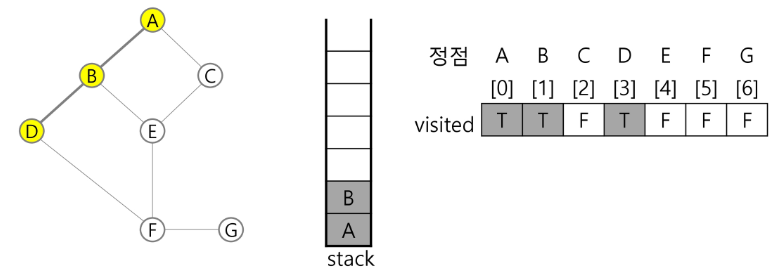 A
B
C
D
E
F
G
B
A
stack
정점 A B C D E F G
[0] [1] [2] [3] [4] [5] [6]
visited T T F T F F F